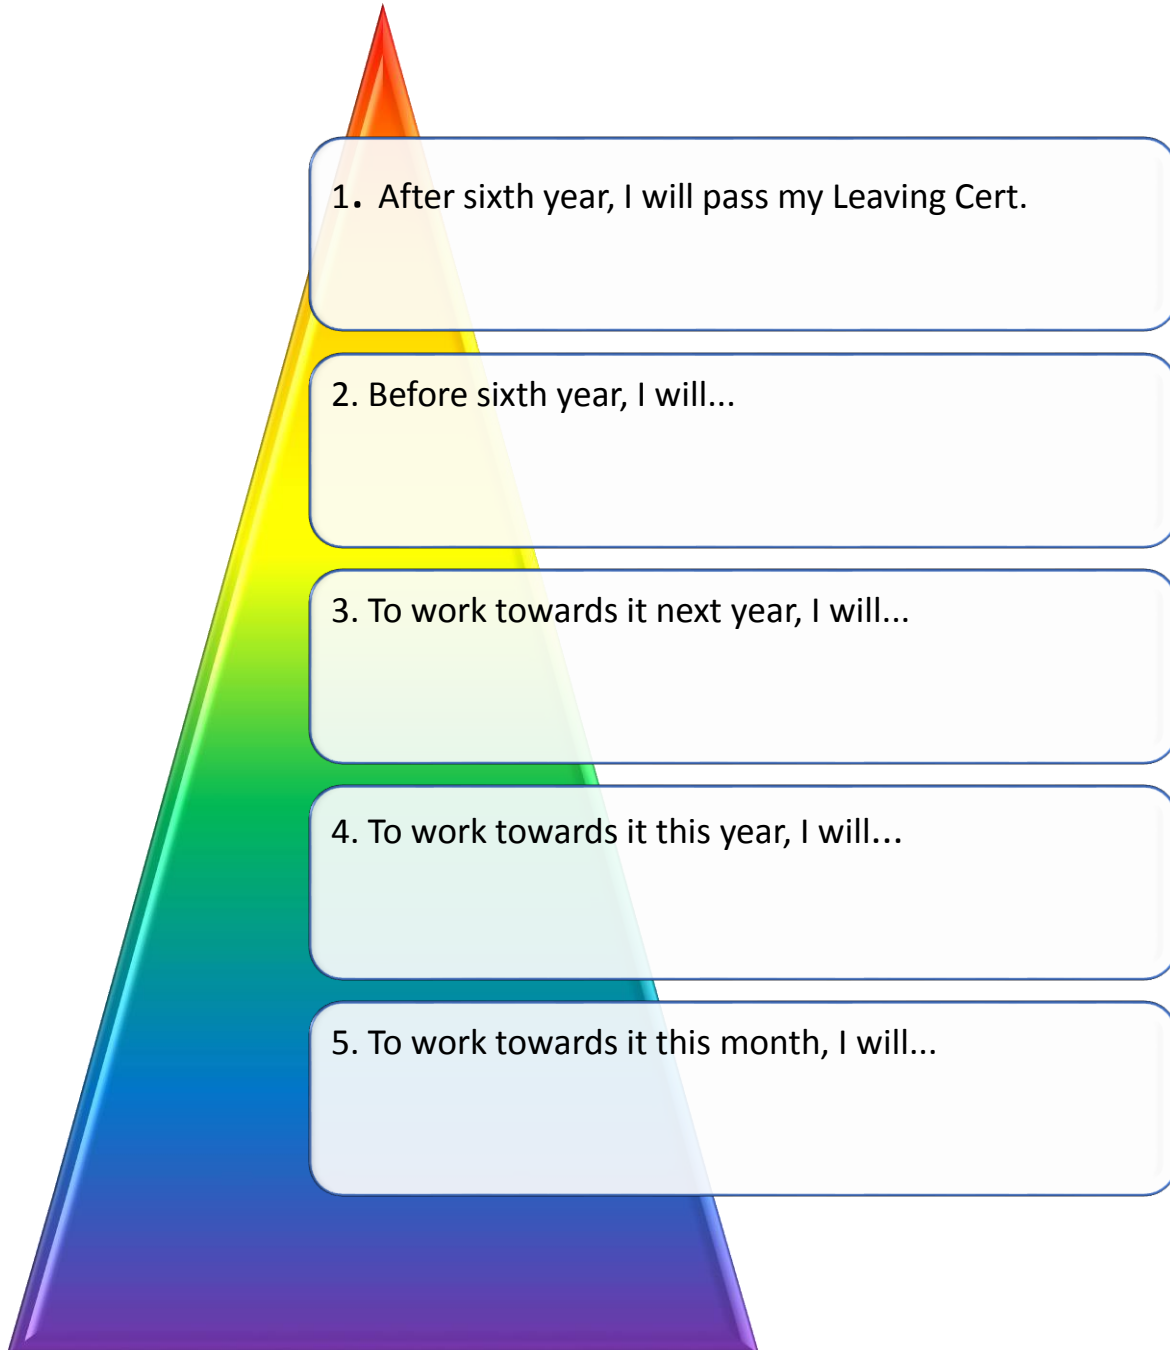 1. After sixth year, I will pass my Leaving Cert.
2. Before sixth year, I will...
3. To work towards it next year, I will...
4. To work towards it this year, I will...
5. To work towards it this month, I will...